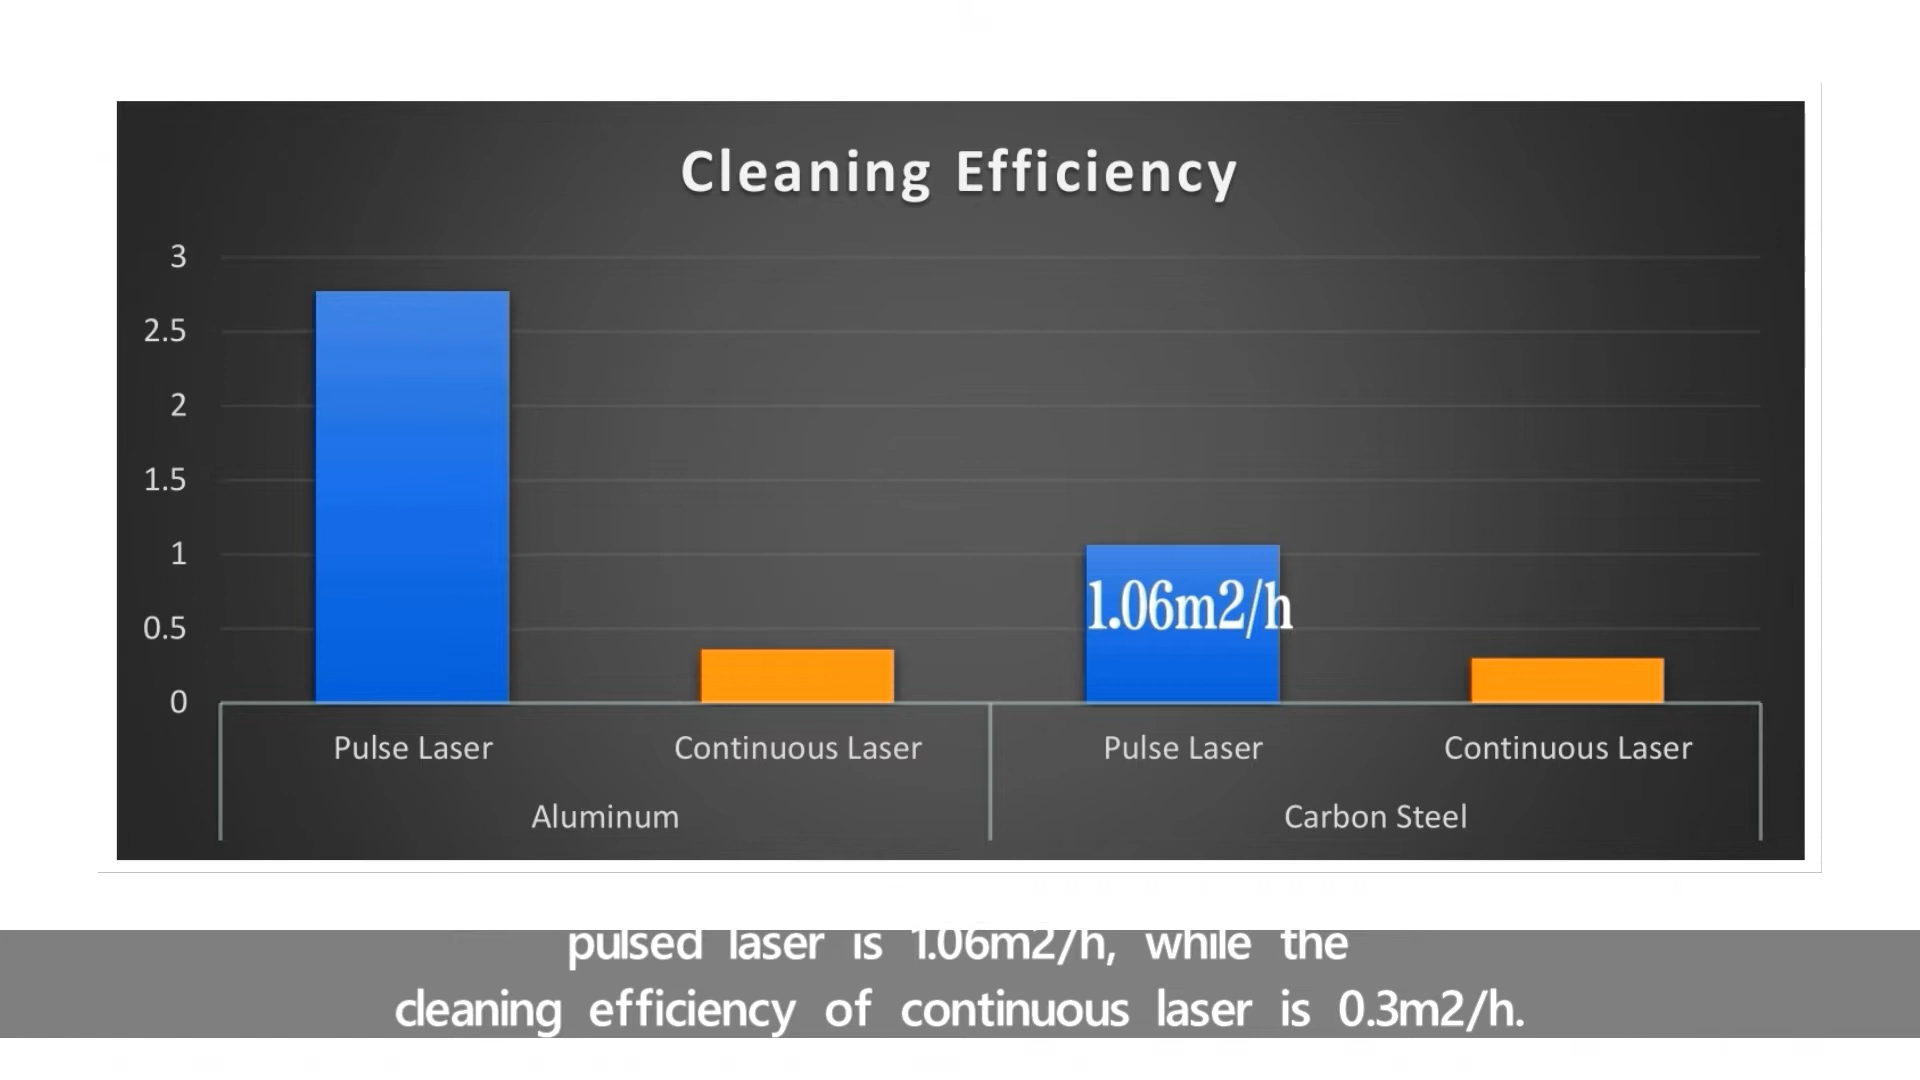 Cleaning Efficiency
3
2.5
2
1.5
1
0.5
0
1.06m2/h
Pulse Laser
Continuous Laser
Pulse Laser
Continuous Laser
Aluminum
Carbon Steel
pulsed laser is 1.06m2/h, while the
cleaning efficiency of continuous laser is 0.3m2/h.